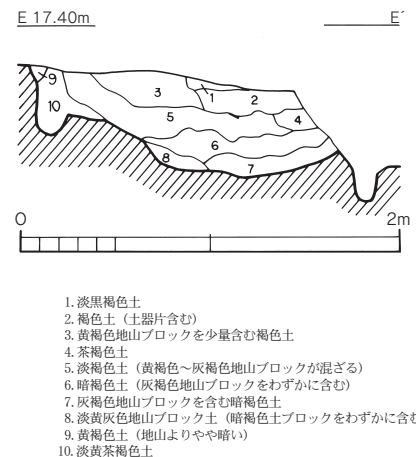 E 17.40m E´
9
3
1 2
10
5 4
6
8 7
0 2m
1. 淡黒褐色土
2. 褐色土（土器片含む）
3. 黄褐色地山ブロックを少量含む褐色土
4. 茶褐色土
5. 淡褐色土（黄褐色～灰褐色地山ブロックが混ざる）
6. 暗褐色土（灰褐色地山ブロックをわずかに含む）
7. 灰褐色地山ブロックを含む暗褐色土
8. 淡黄灰色地山ブロック土（暗褐色土ブロックをわずかに含む
9. 黄褐色土（地山よりやや暗い）
10. 淡黄茶褐色土